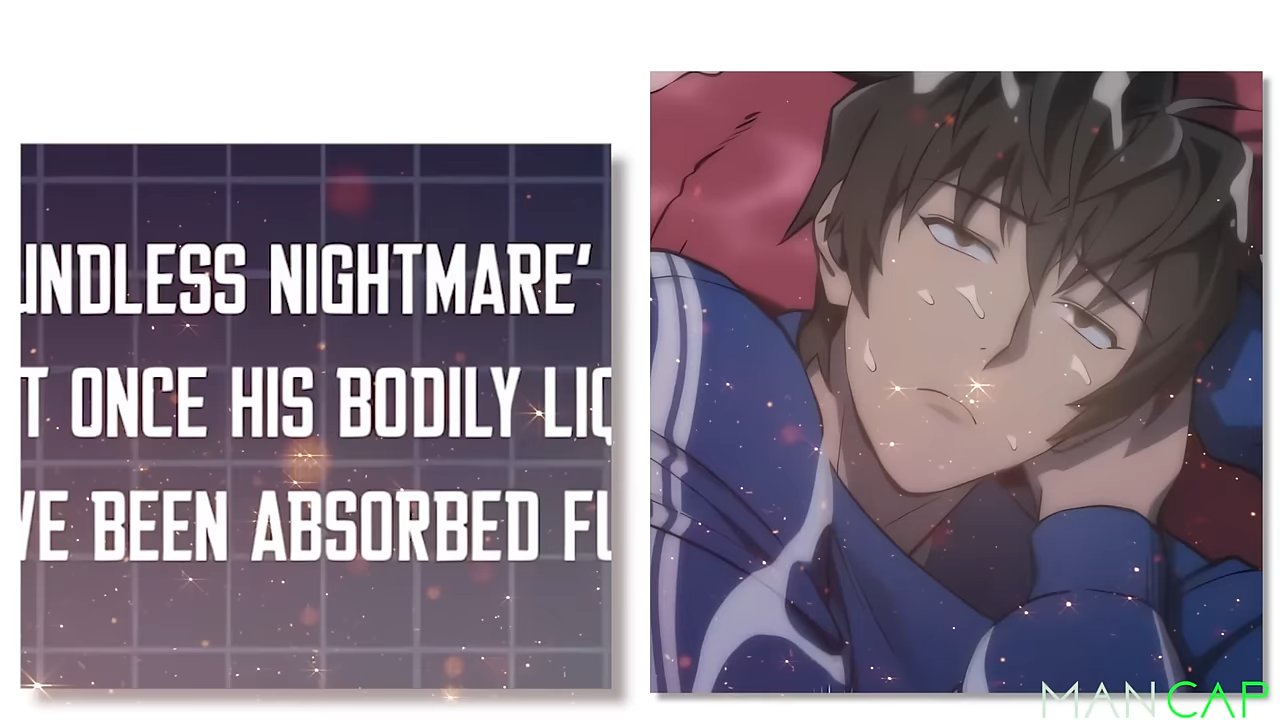 UNDLESS NIGHTMARE'
T ONCE HIS BODILY LIQ
VE BEEN ABSORBED FU
MANCAP